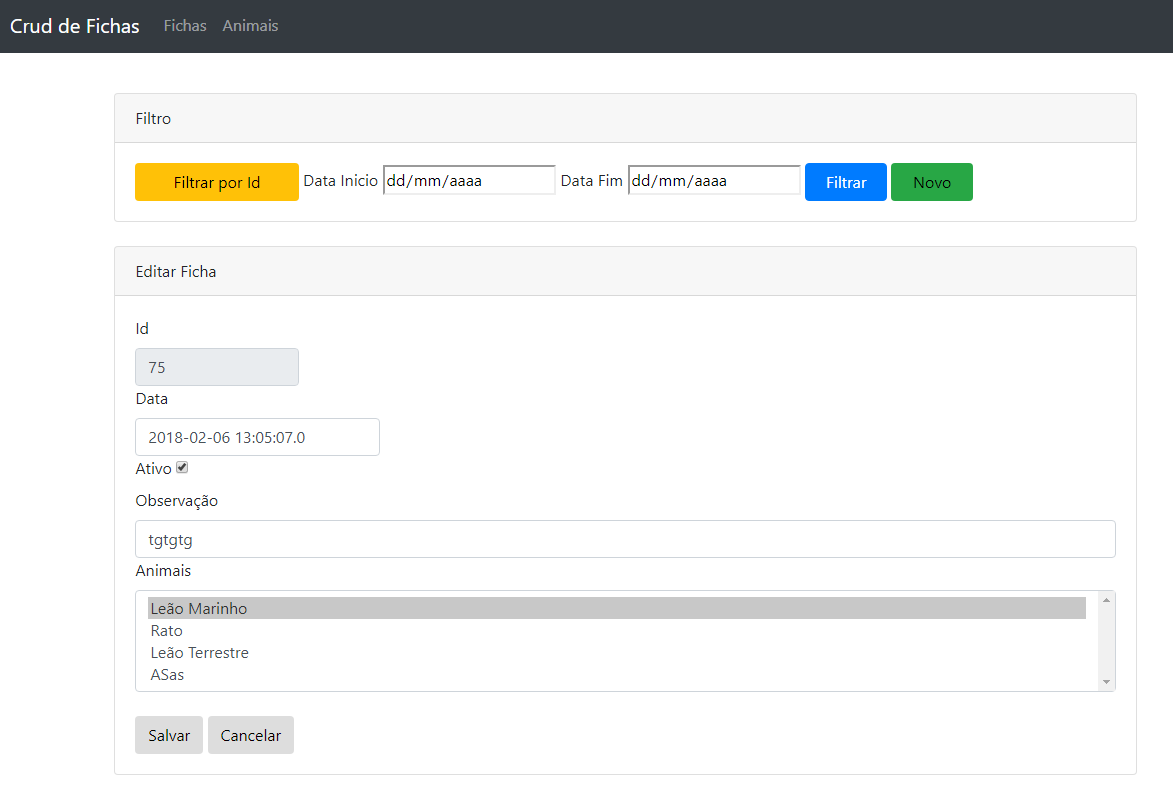 Crud de Fichas Fichas Animais
Filtro
Filtrar por Id Data Inicio dd/mm/aaaa Data Fim dd/mm/aaaa Filtrar Novo
Editar Ficha
Id
75
Data
2018-02-06 13:05:07.0
Ativo
Observação
tgtgtg
Animais
Leão Marinho
Rato
Leão Terrestre
ASas
Salvar Cancelar